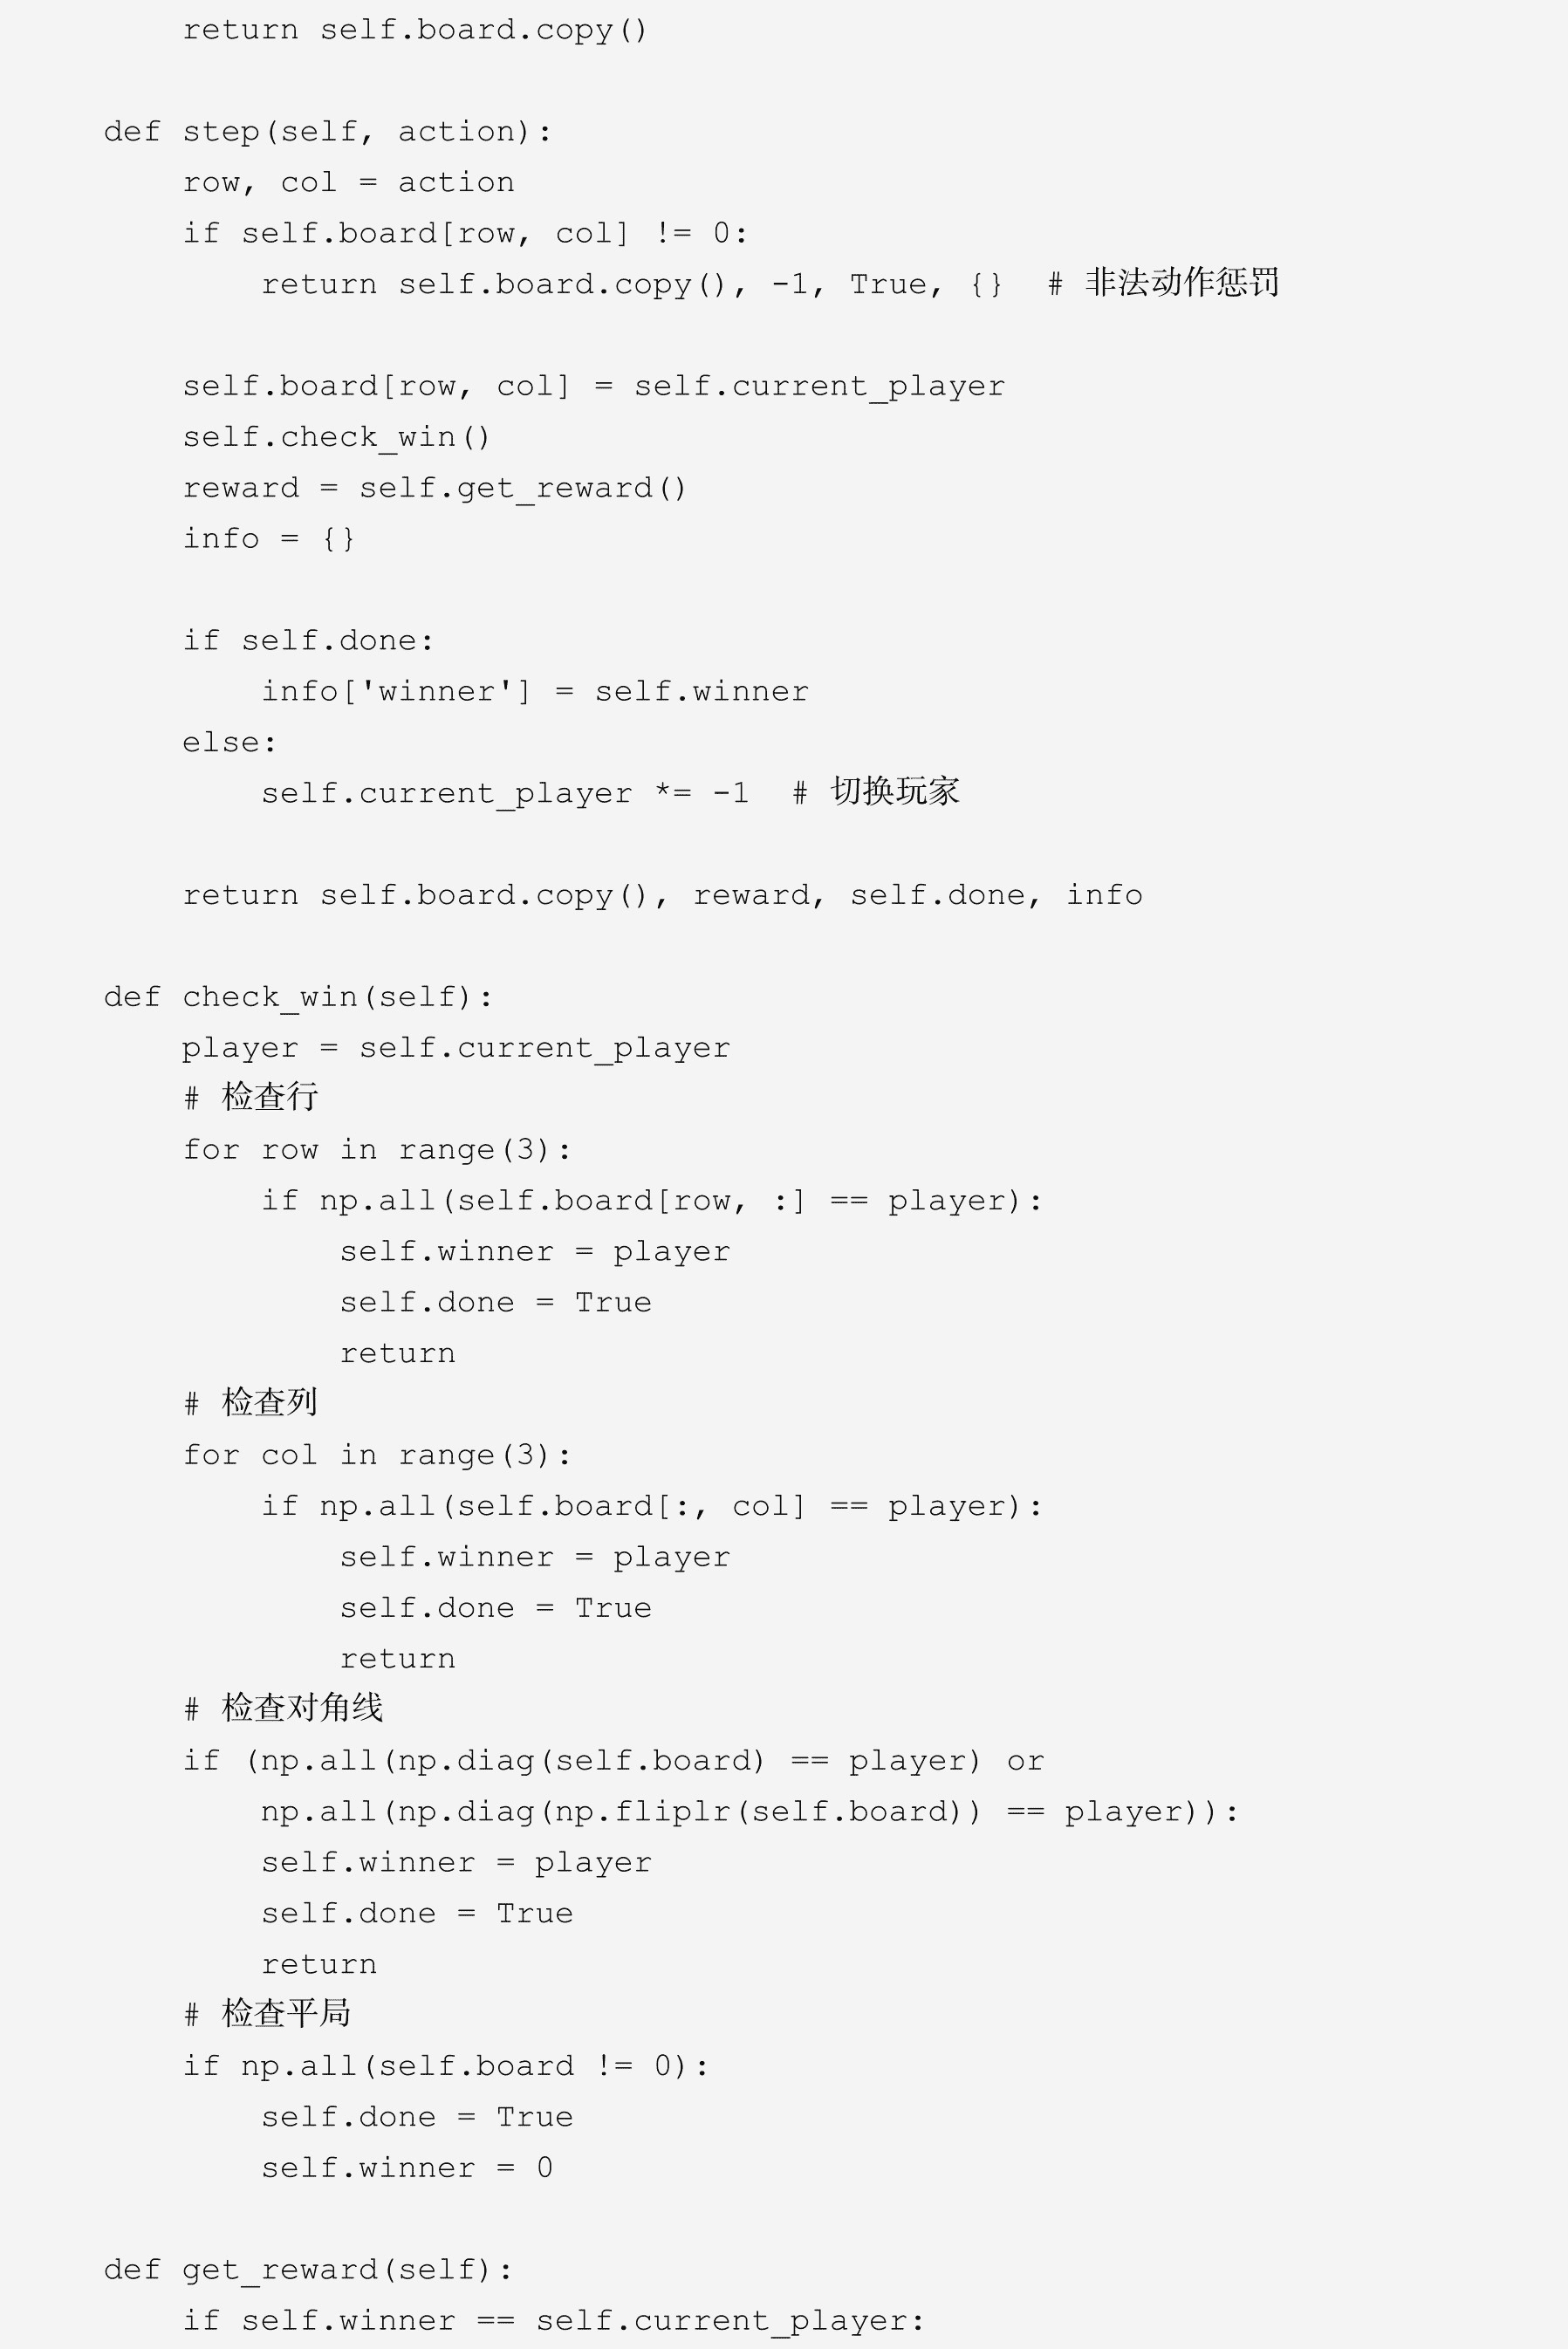 return self.board.copy()

    def step(self, action):
        row, col = action
        if self.board[row, col] != 0:
            return self.board.copy(), -1, True, {}  # 非法动作惩罚

        self.board[row, col] = self.current_player
        self.check_win()
        reward = self.get_reward()
        info = {}

        if self.done:
            info['winner'] = self.winner
        else:
            self.current_player *= -1  # 切换玩家

        return self.board.copy(), reward, self.done, info

    def check_win(self):
        player = self.current_player
        # 检查行
        for row in range(3):
            if np.all(self.board[row, :] == player):
                self.winner = player
                self.done = True
                return
        # 检查列
        for col in range(3):
            if np.all(self.board[:, col] == player):
                self.winner = player
                self.done = True
                return
        # 检查对角线
        if (np.all(np.diag(self.board) == player) or
            np.all(np.diag(np.fliplr(self.board)) == player)):
            self.winner = player
            self.done = True
            return
        # 检查平局
        if np.all(self.board != 0):
            self.done = True
            self.winner = 0

    def get_reward(self):
        if self.winner == self.current_player: